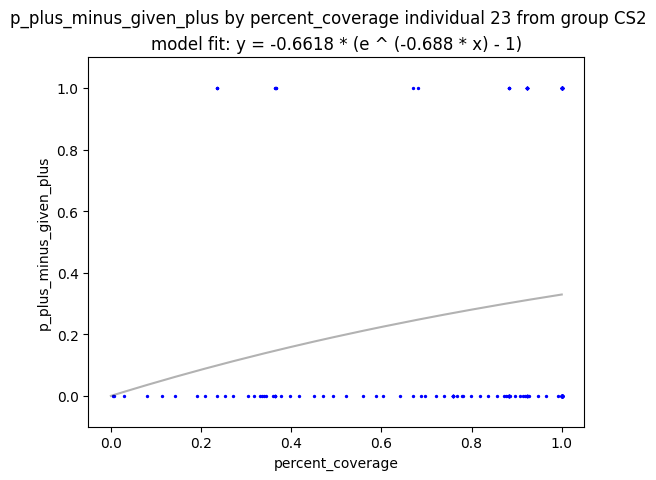 p_plus_minus_given_plus by percent_coverage individual 23 from group CS2
model fit: y = -0.6618 * (e ^ (-0.688 * x) - 1)
1.0
0.8
0.6
0.4
0.2
0.0
p_plus_minus_given_plus
0.0 0.2 0.4 0.6 0.8 1.0
percent_coverage